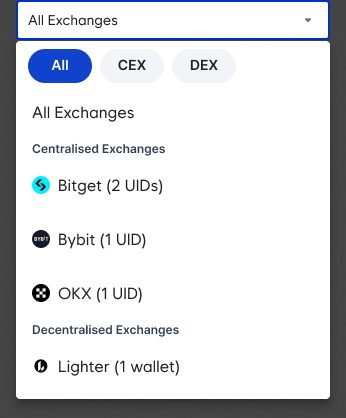 All Exchanges
All CEX DEX
All Exchanges
Centralised Exchanges
Bitget (2 UIDs)
BYBIT Bybit (1 UID)
OKX (1 UID)
Decentralised Exchanges
Lighter (1 wallet)